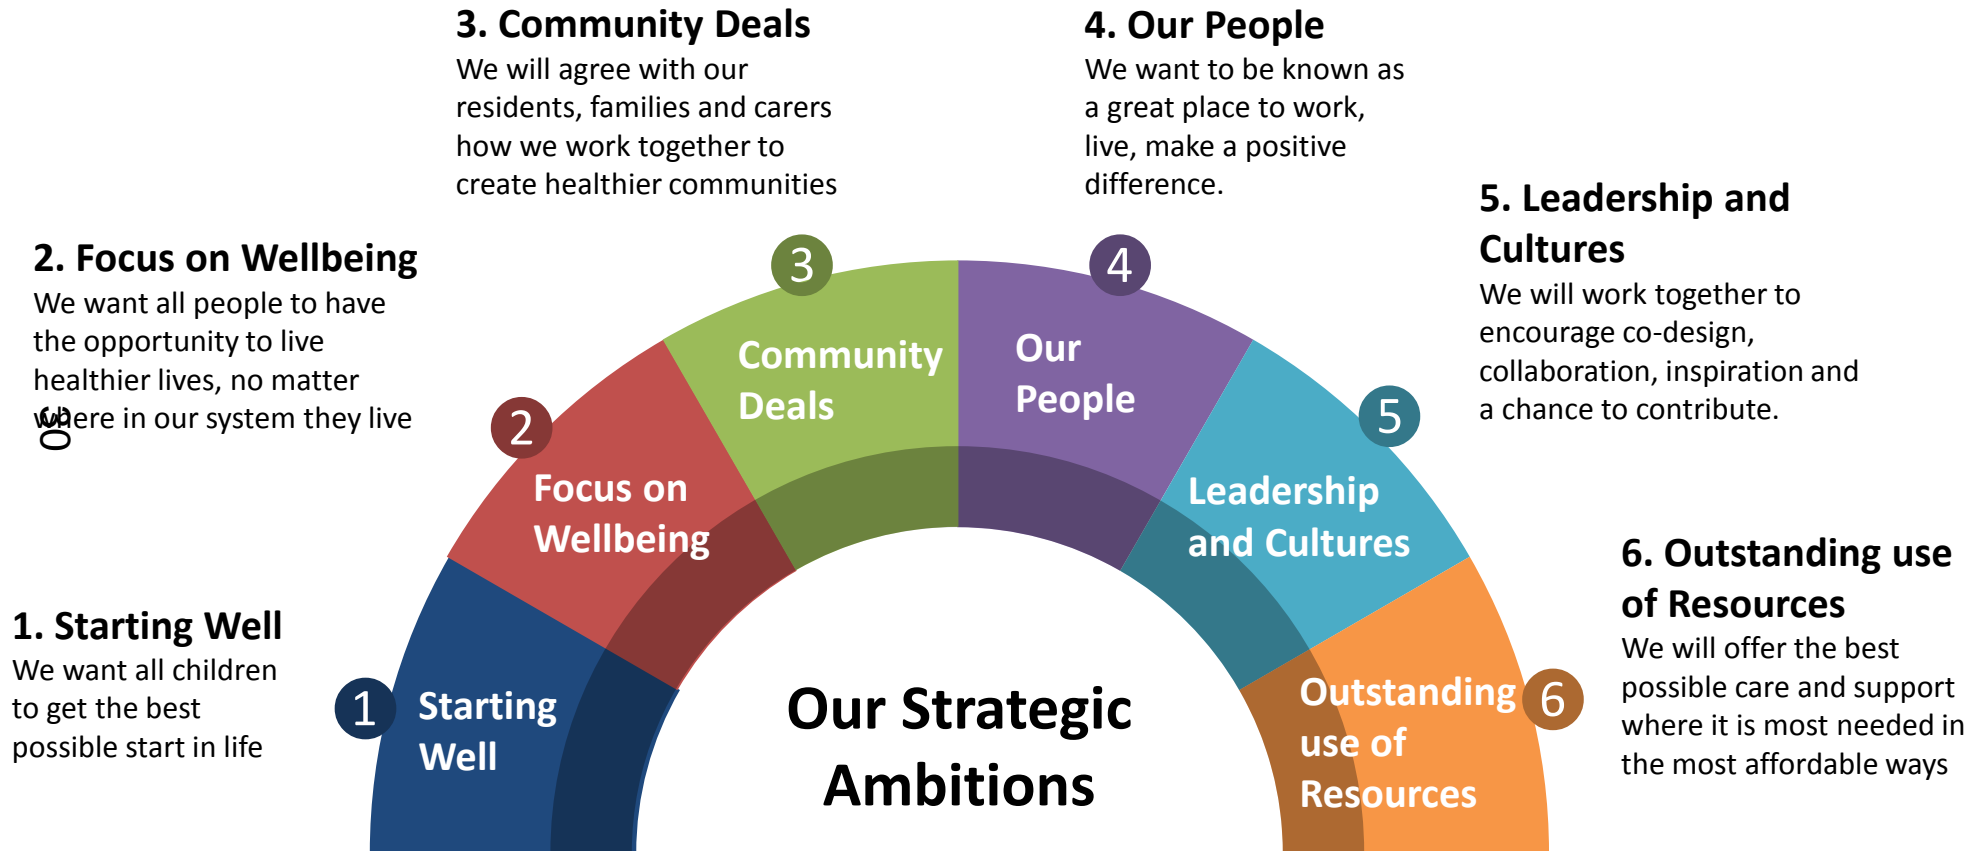 3. Community Deals
We will agree with our
residents, families and carers
how we work together to
create healthier communities
4. Our People
We want to be known as
a great place to work,
live, make a positive
difference.
5. Leadership and
Cultures
We will work together to
encourage co-design,
collaboration, inspiration and
a chance to contribute.
2. Focus on Wellbeing
We want all people to have
the opportunity to live
healthier lives, no matter
where in our system they live
30
6. Outstanding use
of Resources
We will offer the best
possible care and support
where it is most needed in
the most affordable ways
1. Starting Well
We want all children
to get the best
possible start in life
1
Starting
Well
2
Focus on
Wellbeing
3
Community
Deals
4
Our
People
5
Leadership
and Cultures
6
Outstanding
use of
Resources
Our Strategic
Ambitions